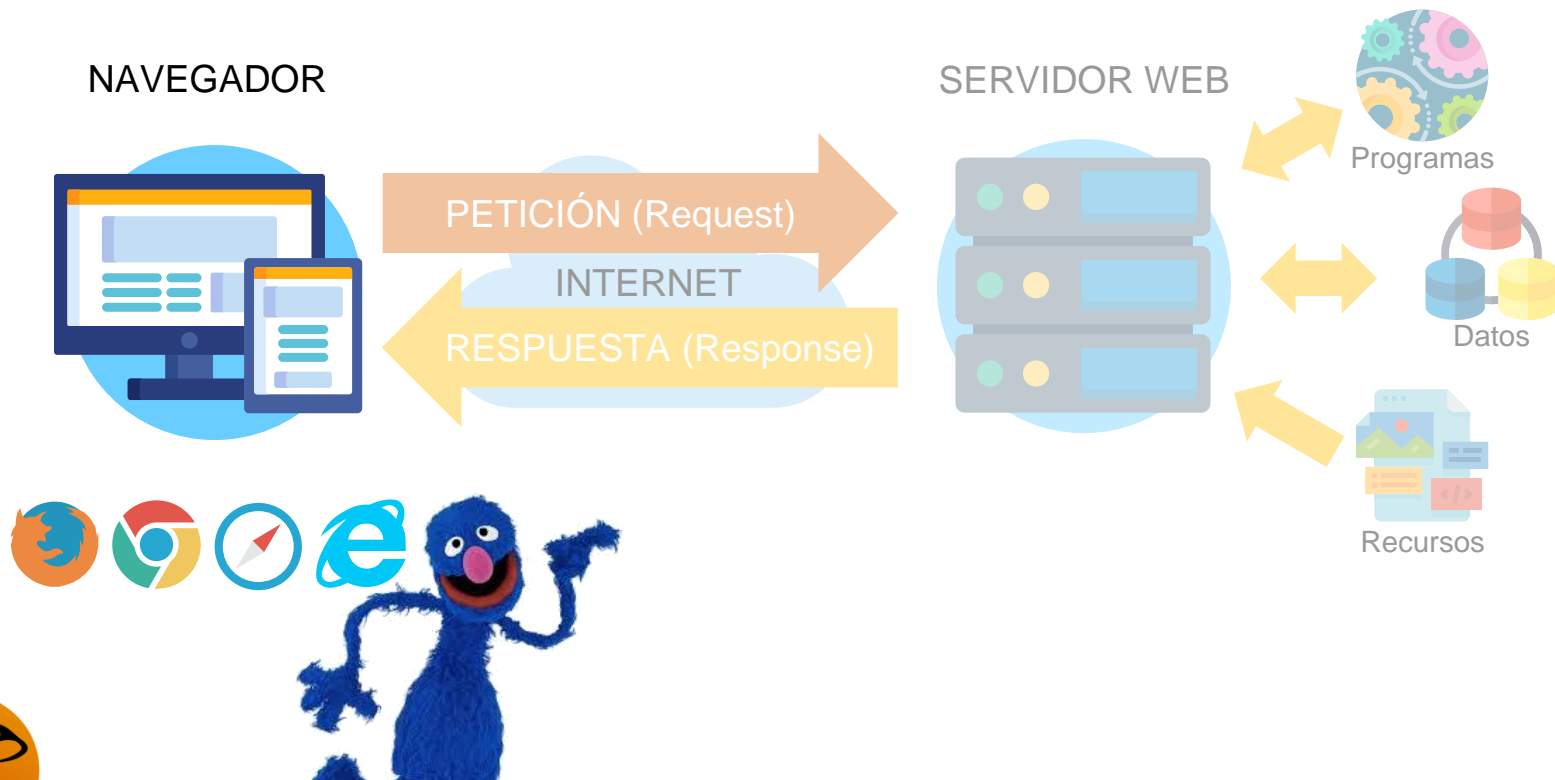 NAVEGADOR
SERVIDOR WEB
Programas
PETICIÓN (Request)
INTERNET
RESPUESTA (Response)
Datos
Recursos